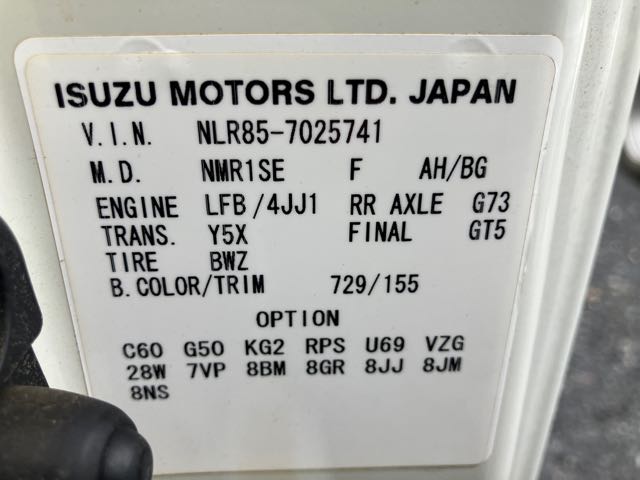 ISUZU MOTORS LTD. JAPAN
V.I.N. NLR85-7025741
M.D. NMR1SE F AH/BG
ENGINE LFB/4JJ1 RR AXLE G73
TRANS. Y5X FINAL GT5
TIRE BWZ
B.COLOR/TRIM 729/155
OPTION
C60 G50 KG2 RPS U69 VZG
28W 7VP 8BM 8GR 8JJ 8JM
8NS